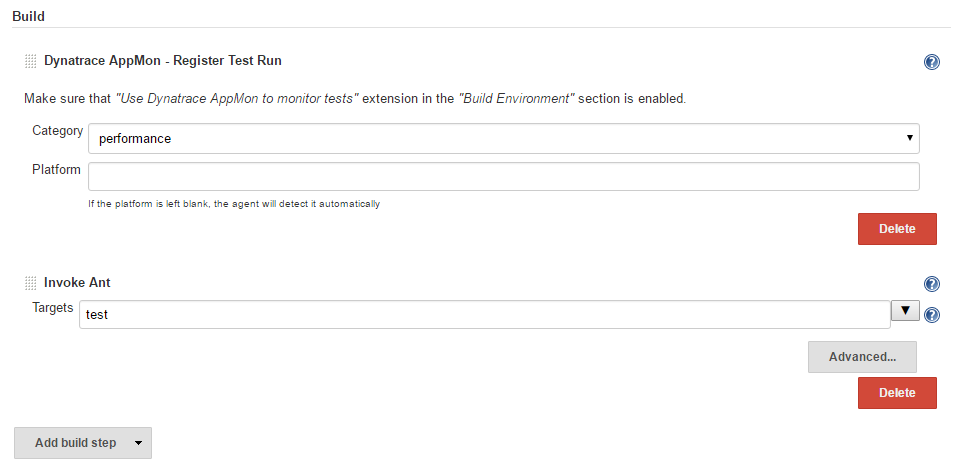 Build
Dynatrace AppMon - Register Test Run
Make sure that "Use Dynatrace AppMon to monitor tests" extension in the "Build Environment" section is enabled.
Category performance
Platform
If the platform is left blank, the agent will detect it automatically
Delete
Invoke Ant
Targets test
Advanced...
Delete
Add build step